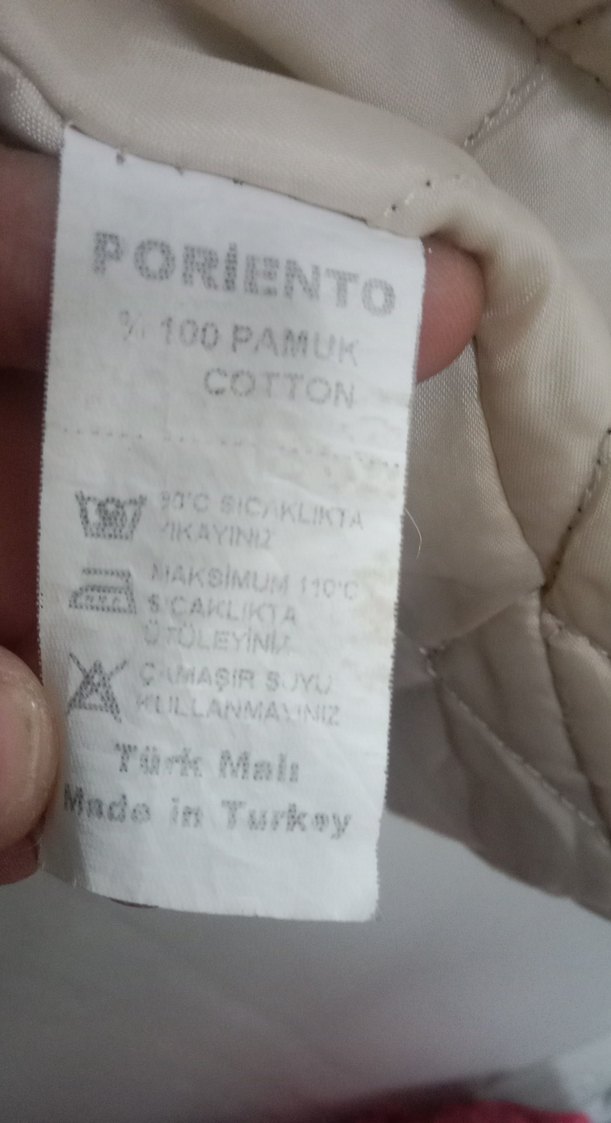 PORİENTO
% 100 PAMUK
COTTON
SICAKLIKTA
YIKAYINIZ
MAKSİMUM 110°C
SICAKLIKTA
ÜTÜLEYİNİZ
ÇAMAŞIR SUYU
KULLANMAYINIZ
Türk Malı
Made in Turkey